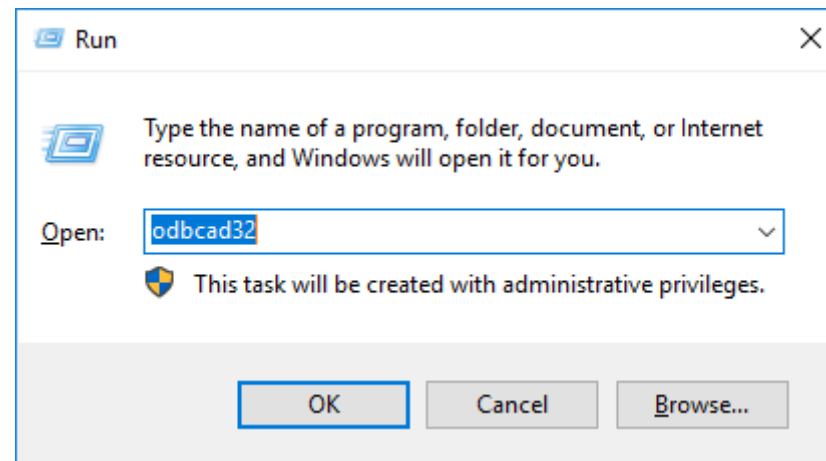 Run
Type the name of a program, folder, document, or Internet
resource, and Windows will open it for you.
Open: odbcad32
This task will be created with administrative privileges.
OK Cancel Browse...